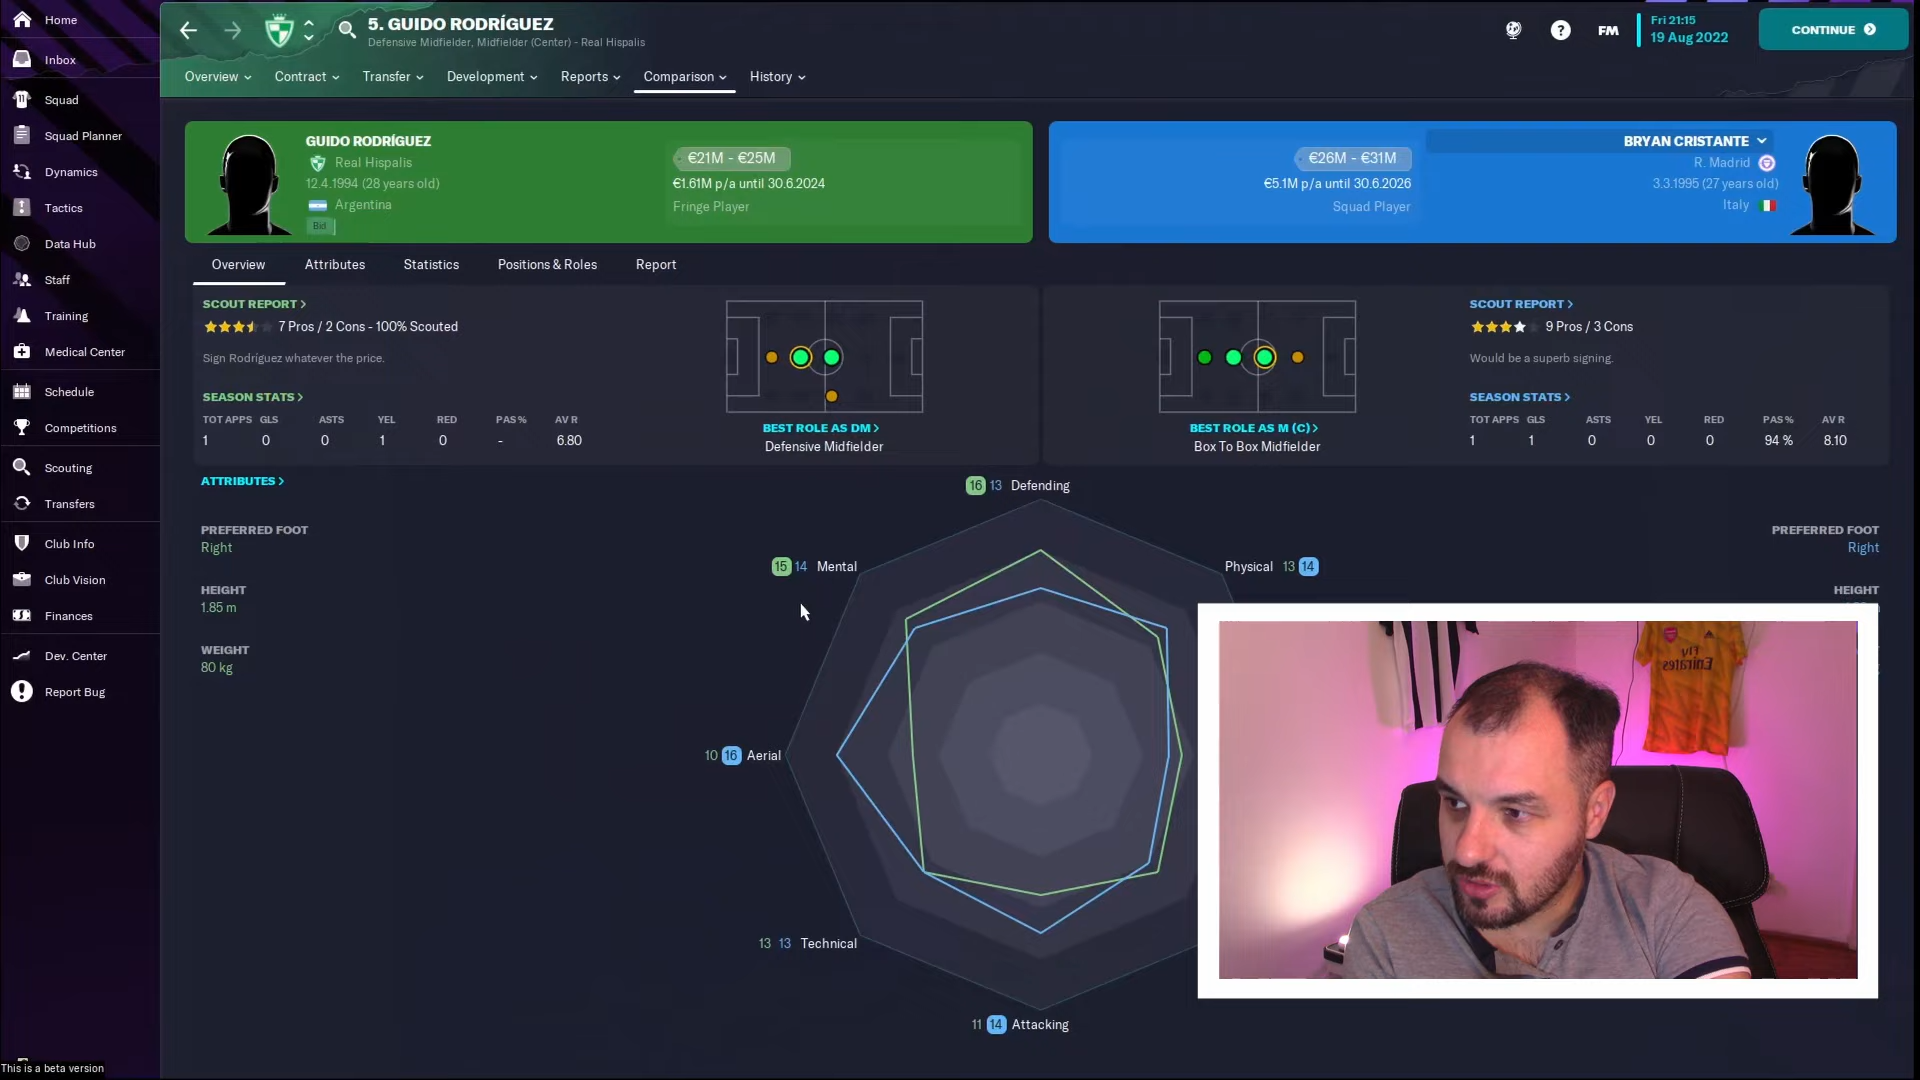 Home
Inbox
Squad
Squad Planner
Dynamics
Tactics
Data Hub
Staff
Training
Medical Center
Schedule
Competitions
Scouting
Transfers
Club Info
Club Vision
Finances
Dev. Center
Report Bug
This is a beta version
5. GUIDO RODRÍGUEZ
Defensive Midfielder, Midfielder (Center) - Real Hispalis
FM
Fri 21:15
19 Aug 2022
CONTINUE
Overview Contract Transfer Development Reports Comparison History
GUIDO RODRÍGUEZ
Real Hispalis
12.4.1994 (28 years old)
Argentina
Bid
€21M - €25M
€1.61M p/a until 30.6.2024
Fringe Player
€26M - €31M
€5.1M p/a until 30.6.2026
Squad Player
BRYAN CRISTANTE
R. Madrid
3.3.1995 (27 years old)
Italy
Overview Attributes Statistics Positions & Roles Report
SCOUT REPORT >
7 Pros / 2 Cons - 100% Scouted
Sign Rodríguez whatever the price.
SEASON STATS >
TOT APPS GLS ASTS YEL RED PAS % AV R
1 0 0 1 0 - 6.80
BEST ROLE AS DM >
Defensive Midfielder
BEST ROLE AS M (C) >
Box To Box Midfielder
SCOUT REPORT >
9 Pros / 3 Cons
Would be a superb signing.
SEASON STATS >
TOT APPS GLS ASTS YEL RED PAS % AV R
1 1 0 0 0 94 % 8.10
ATTRIBUTES >
PREFERRED FOOT
Right
HEIGHT
1.85 m
WEIGHT
80 kg
16 13 Defending
15 14 Mental
Physical 13 14
10 16 Aerial
13 13 Technical
11 14 Attacking
PREFERRED FOOT
Right
HEIGHT
Fly
Emirates